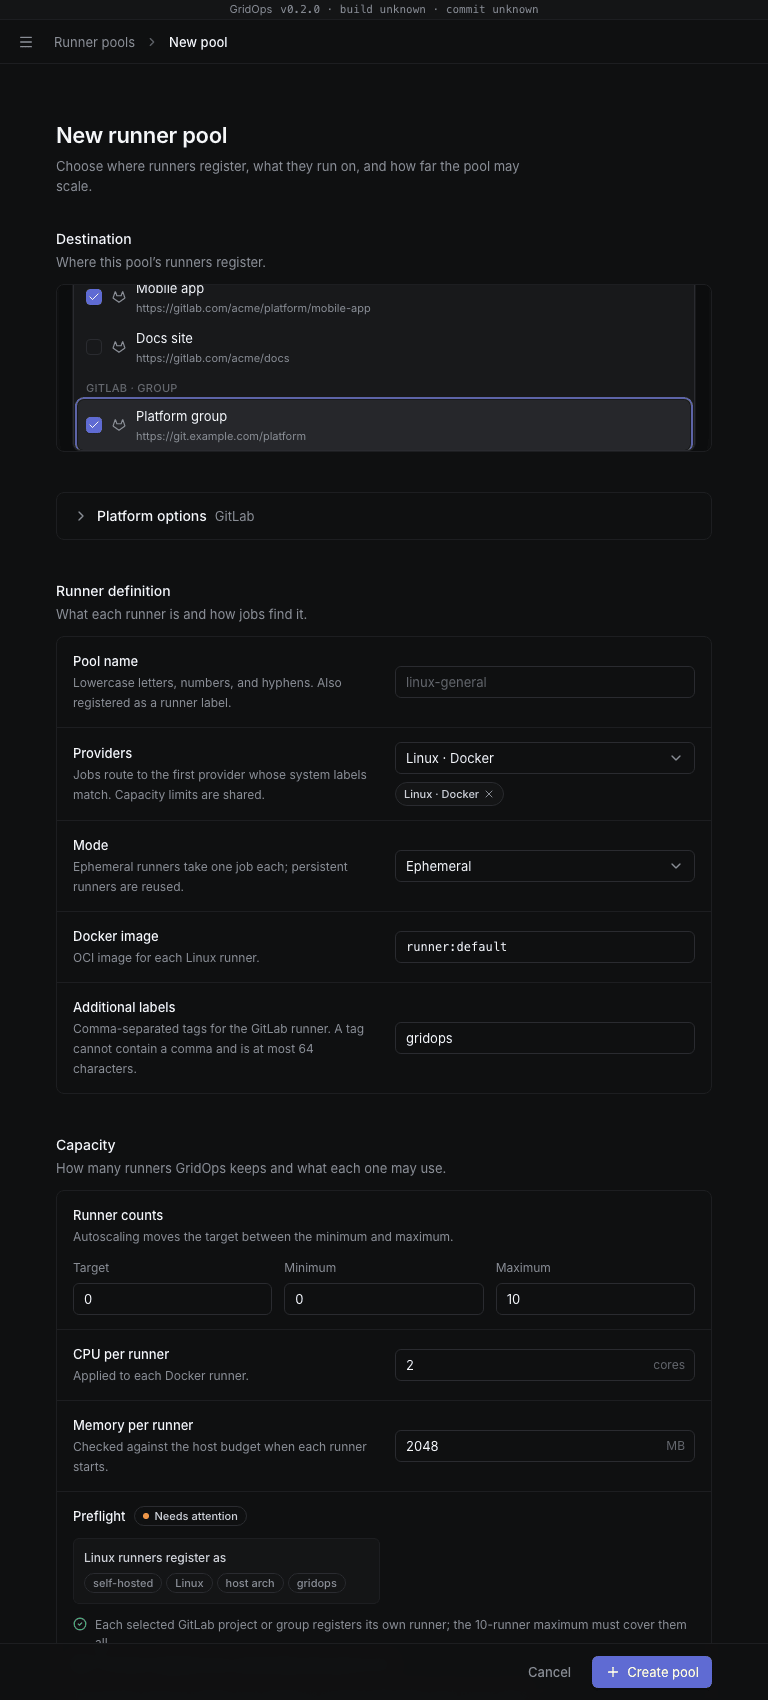 GridOps v0.2.0 · build unknown · commit unknown
Runner pools
New pool
New runner pool
Choose where runners register, what they run on, and how far the pool may
scale.
Destination
Where this pool’s runners register.
Mobile app
https://gitlab.com/acme/platform/mobile-app
Docs site
https://gitlab.com/acme/docs
GITLAB · GROUP
Platform group
https://git.example.com/platform
Platform options GitLab
Runner definition
What each runner is and how jobs find it.
Pool name
Lowercase letters, numbers, and hyphens. Also
registered as a runner label.
linux-general
Providers
Jobs route to the first provider whose system labels
match. Capacity limits are shared.
Linux · Docker
Linux · Docker
Mode
Ephemeral runners take one job each; persistent
runners are reused.
Ephemeral
Docker image
OCI image for each Linux runner.
runner:default
Additional labels
Comma-separated tags for the GitLab runner. A tag
cannot contain a comma and is at most 64
characters.
gridops
Capacity
How many runners GridOps keeps and what each one may use.
Runner counts
Autoscaling moves the target between the minimum and maximum.
Target Minimum Maximum
0 0 10
CPU per runner
Applied to each Docker runner.
2 cores
Memory per runner
Checked against the host budget when each runner
starts.
2048 MB
Preflight Needs attention
Linux runners register as
self-hosted Linux host arch gridops
Each selected GitLab project or group registers its own runner; the 10-runner maximum must cover them
all.
Cancel
Create pool